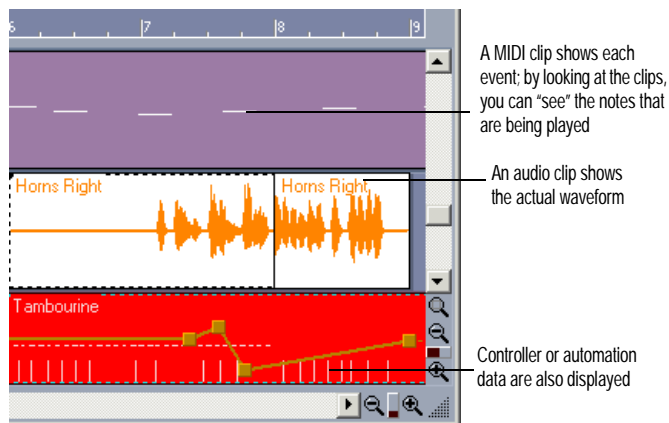 6 7 8 9
A MIDI clip shows each
event; by looking at the clips,
you can “see” the notes that
are being played
Horns Right Horns Right
An audio clip shows
the actual waveform
Tambourine
Controller or automation
data are also displayed